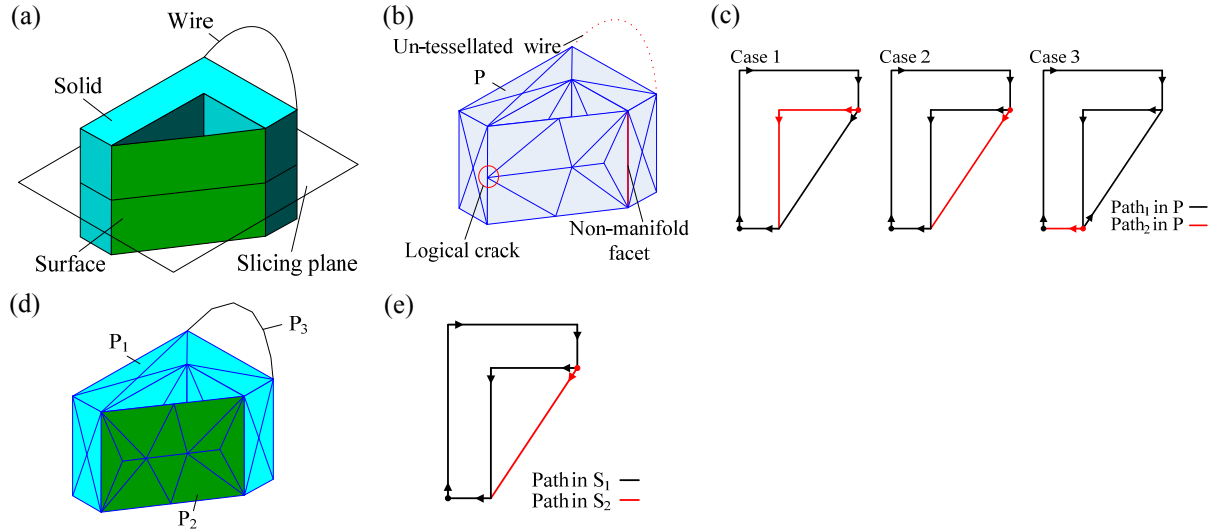 (a)
Wire
Solid
Surface
Slicing plane
(b)
Un-tessellated wire
P
Logical crack
Non-manifold
facet
(c)
Case 1
Case 2
Case 3
Path₁ in P
Path₂ in P
(d)
P₁
P₃
P₂
(e)
Path in S₁
Path in S₂